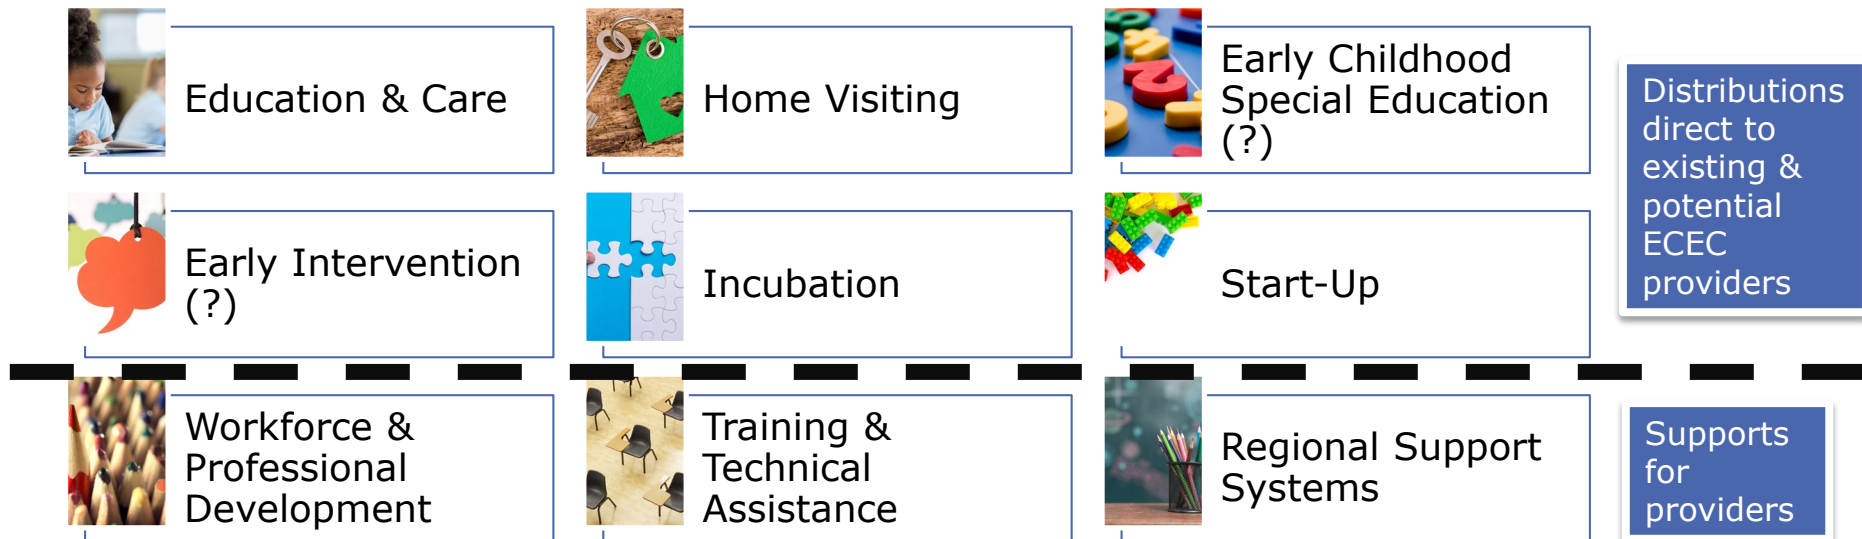 Education & Care
Home Visiting
Early Childhood
Special Education
(?)
Distributions
direct to
existing &
potential
ECEC
providers
Early Intervention
(?)
Incubation
Start-Up
Workforce &
Professional
Development
Training &
Technical
Assistance
Regional Support
Systems
Supports
for
providers